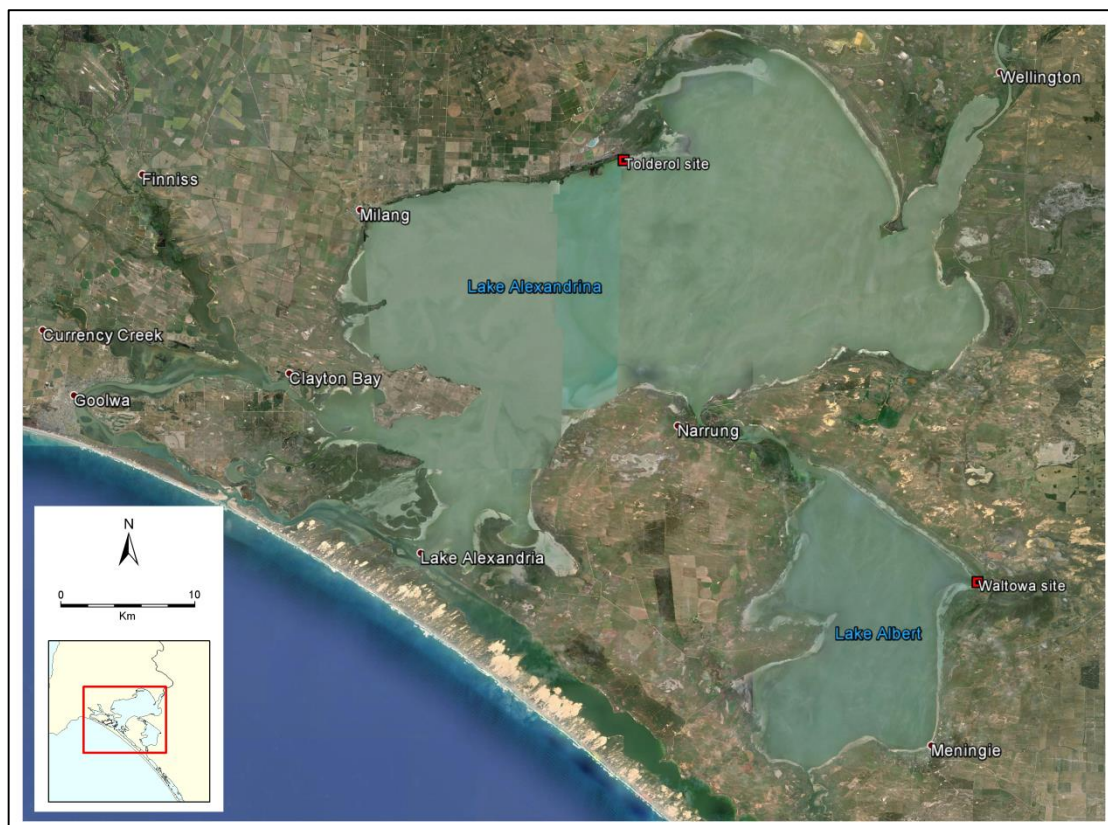 Wellington
Tolderol site
Finniss
Milang
Lake Alexandrina
Currency Creek
Clayton Bay
Goolwa
Narrung
N
Lake Alexandria
0 10
Km
Waltowa site
Lake Albert
Meningie